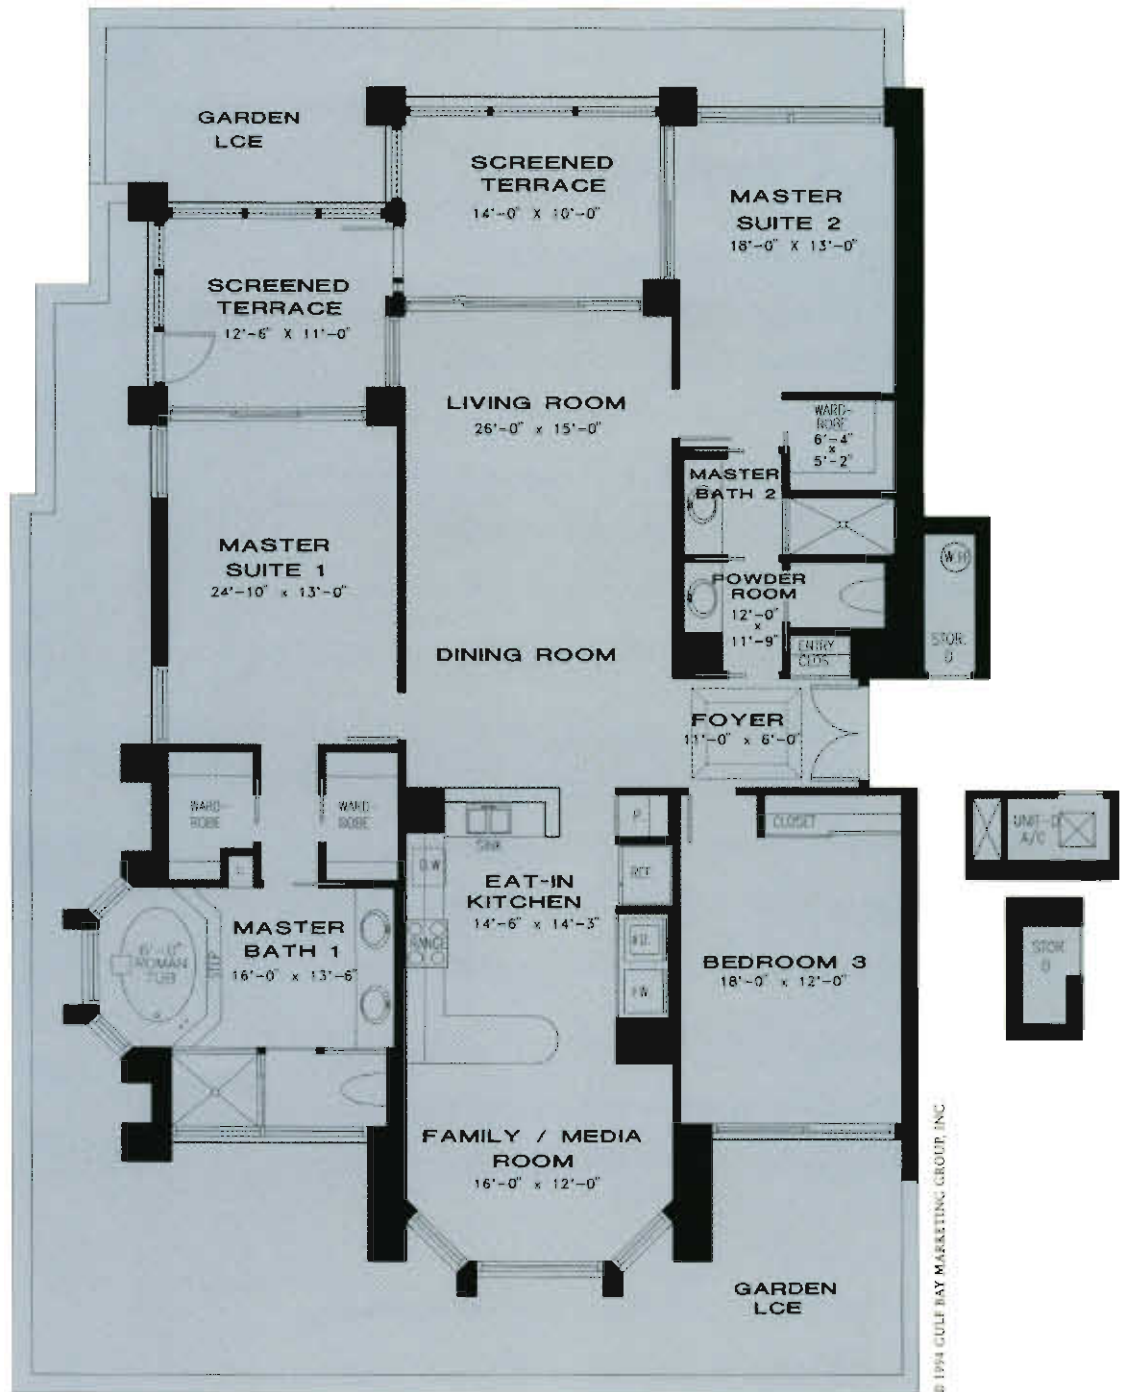 GARDEN
LCE
SCREENED
TERRACE
14'-0" X 10'-0"
MASTER
SUITE 2
18'-0" X 13'-0"
SCREENED
TERRACE
12'-6" X 11'-0"
LIVING ROOM
26'-0" x 15'-0"
WARD-
ROBE
6'-4"
x
5'-2"
MASTER
BATH 2
MASTER
SUITE 1
24'-10" x 13'-0"
W.H
POWDER
ROOM
12'-0"
x
11'-9"
STOR.
D
ENTRY
CLOS
DINING ROOM
FOYER
11'-0" x 6'-0"
WARD-
ROBE
WARD-
ROBE
P.
CLOSET
UNIT-D
A/C
SINK
D.W
REF
EAT-IN
KITCHEN
14'-6" x 14'-3"
RANGE
MASTER
BATH 1
16'-0" x 13'-6"
ROMAN
TUB
BEDROOM 3
18'-0" x 12'-0"
STOR
D
FAMILY / MEDIA
ROOM
16'-0" x 12'-0"
GARDEN
LCE
© 1994 GULF BAY MARKETING GROUP, INC